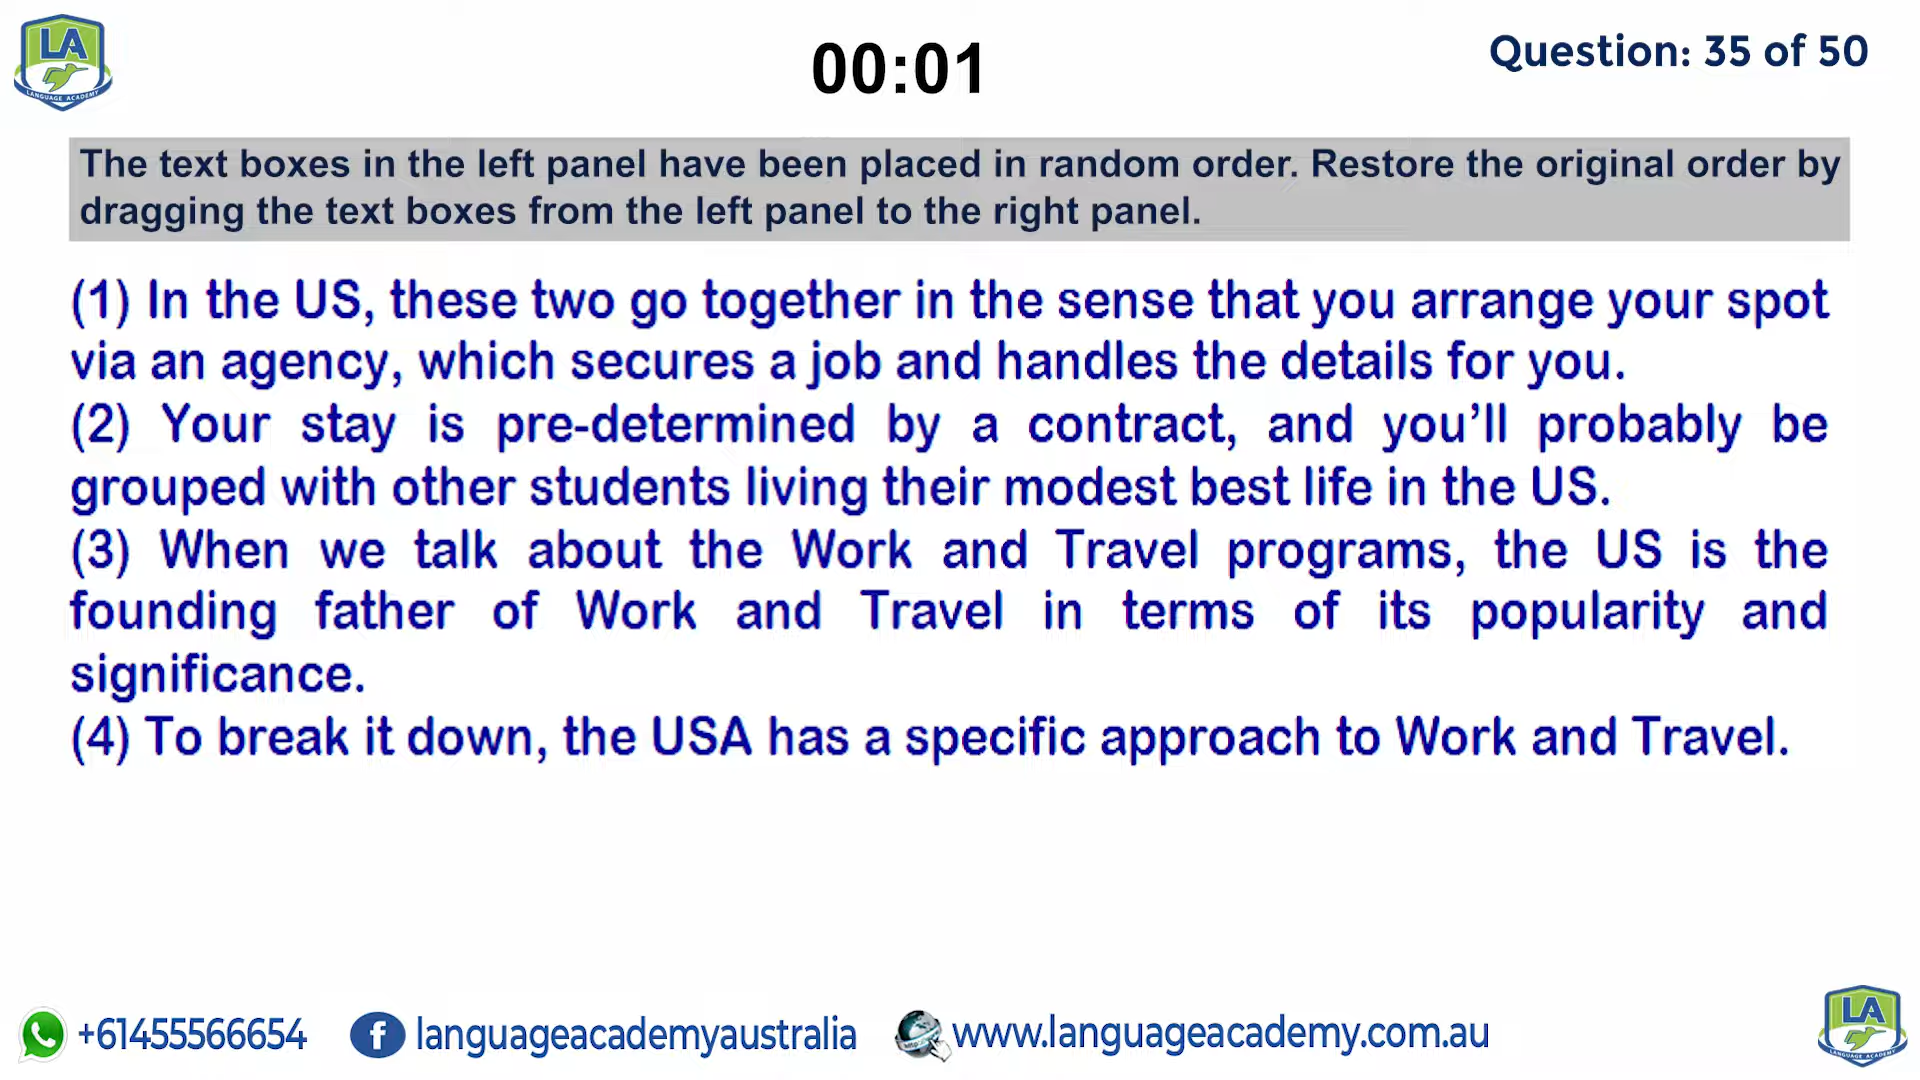 LA
LANGUAGE ACADEMY
00:01
Question: 35 of 50
The text boxes in the left panel have been placed in random order. Restore the original order by
dragging the text boxes from the left panel to the right panel.
(1) In the US, these two go together in the sense that you arrange your spot
via an agency, which secures a job and handles the details for you.
(2) Your stay is pre-determined by a contract, and you’ll probably be
grouped with other students living their modest best life in the US.
(3) When we talk about the Work and Travel programs, the US is the
founding father of Work and Travel in terms of its popularity and
significance.
(4) To break it down, the USA has a specific approach to Work and Travel.
+61455566654
f languageacademyaustralia
www.languageacademy.com.au
LA
LANGUAGE ACADEMY